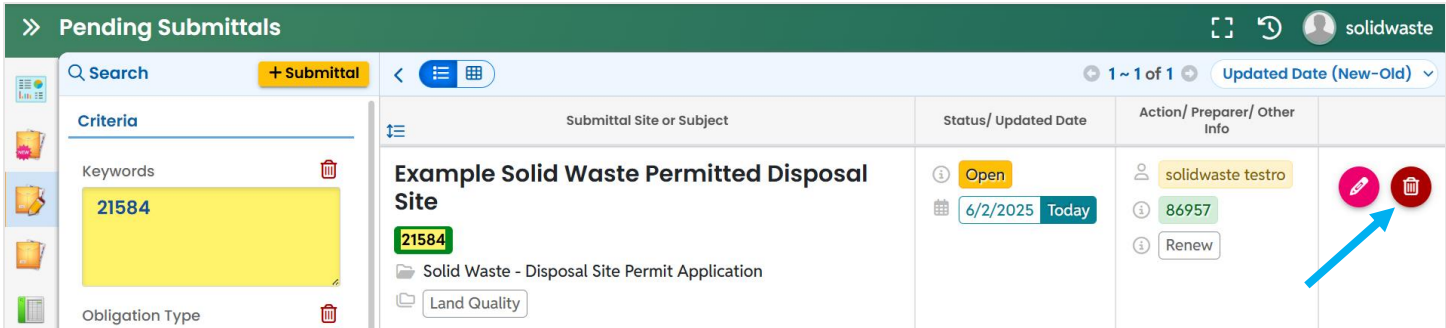 Pending Submittals
solidwaste
Search
+ Submittal
1 ~ 1 of 1
Updated Date (New-Old)
Criteria
Submittal Site or Subject
Status/ Updated Date
Action/ Preparer/ Other
Info
Keywords
21584
Example Solid Waste Permitted Disposal
Site
21584
Solid Waste - Disposal Site Permit Application
Land Quality
Open
6/2/2025 Today
solidwaste testro
86957
Renew
Obligation Type